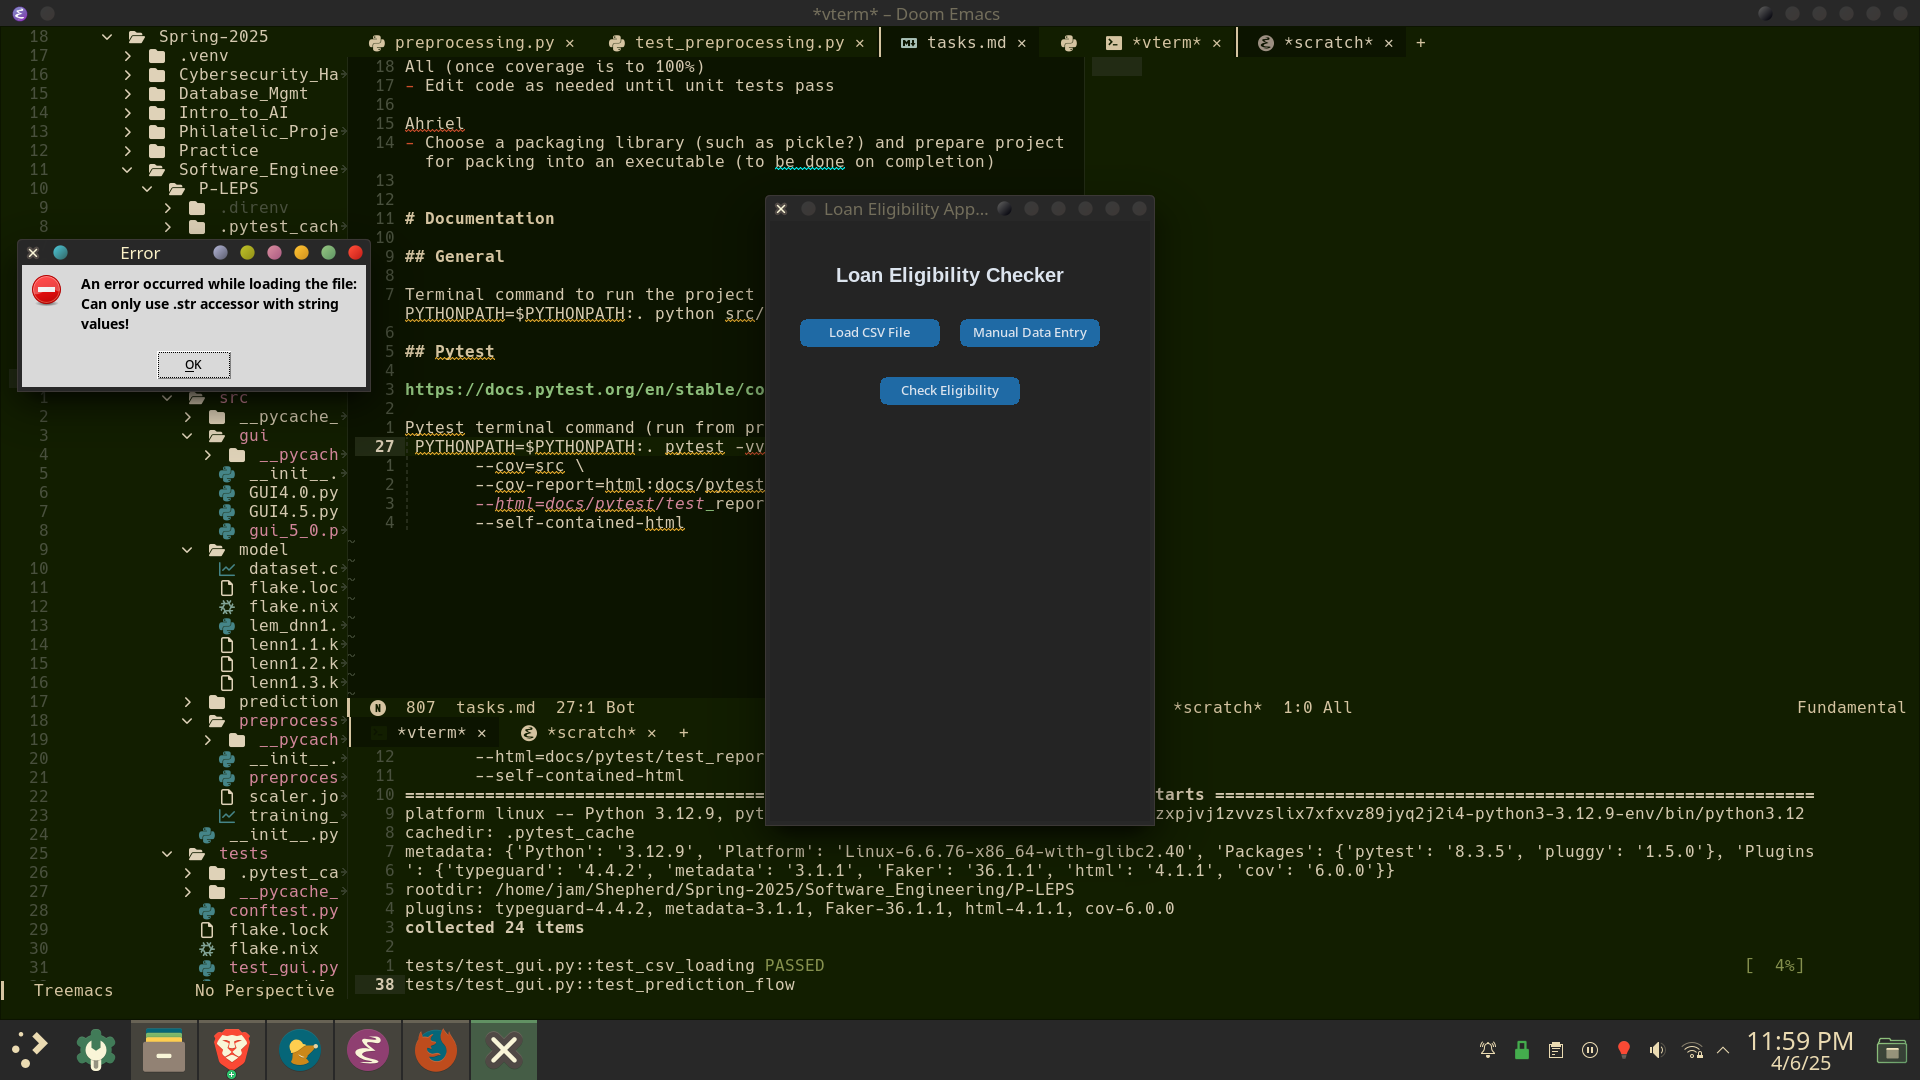 *vterm* – Doom Emacs
18 Spring-2025
17 .venv
16 Cybersecurity_Ha
15 Database_Mgmt
14 Intro_to_AI
13 Philatelic_Proje
12 Practice
11 Software_Enginee
10 P-LEPS
9 .direnv
8 .pytest_cach
Error
An error occurred while loading the file:
Can only use .str accessor with string
values!
OK
1 src
2 __pycache_
3 gui
4 __pycach
5 __init__.
6 GUI4.0.py
7 GUI4.5.py
8 gui_5_0.p
9 model
10 dataset.c
11 flake.loc
12 flake.nix
13 lem_dnn1.
14 lenn1.1.k
15 lenn1.2.k
16 lenn1.3.k
17 prediction
18 preprocess
19 __pycach
20 __init__.
21 preproces
22 scaler.jo
23 training_
24 __init__.py
25 tests
26 .pytest_ca
27 __pycache_
28 conftest.py
29 flake.lock
30 flake.nix
31 test_gui.py
Treemacs No Perspective
preprocessing.py × test_preprocessing.py × tasks.md × *vterm* × *scratch* × +
18 All (once coverage is to 100%)
17 - Edit code as needed until unit tests pass
16
15 Ahriel
14 - Choose a packaging library (such as pickle?) and prepare project
for packing into an executable (to be done on completion)
13
12
11 # Documentation
10
9 ## General
8
7 Terminal command to run the project
PYTHONPATH=$PYTHONPATH:. python src/
6
5 ## Pytest
4
3 https://docs.pytest.org/en/stable/co
2
1 Pytest terminal command (run from pr
27 PYTHONPATH=$PYTHONPATH:. pytest -vv
1 --cov=src \
2 --cov-report=html:docs/pytest
3 --html=docs/pytest/test_repor
4 --self-contained-html
N 807 tasks.md 27:1 Bot
*scratch* 1:0 All Fundamental
Loan Eligibility App...
Loan Eligibility Checker
Load CSV File Manual Data Entry
Check Eligibility
*vterm* × *scratch* × +
12 --html=docs/pytest/test_repor
11 --self-contained-html
10 ==================================== tarts ============================================================
9 platform linux -- Python 3.12.9, pyt zxpjvj1zvvzslix7xfxvz89jyq2j2i4-python3-3.12.9-env/bin/python3.12
8 cachedir: .pytest_cache
7 metadata: {'Python': '3.12.9', 'Platform': 'Linux-6.6.76-x86_64-with-glibc2.40', 'Packages': {'pytest': '8.3.5', 'pluggy': '1.5.0'}, 'Plugins
6 ': {'typeguard': '4.4.2', 'metadata': '3.1.1', 'Faker': '36.1.1', 'html': '4.1.1', 'cov': '6.0.0'}}
5 rootdir: /home/jam/Shepherd/Spring-2025/Software_Engineering/P-LEPS
4 plugins: typeguard-4.4.2, metadata-3.1.1, Faker-36.1.1, html-4.1.1, cov-6.0.0
3 collected 24 items
2
1 tests/test_gui.py::test_csv_loading PASSED [ 4%]
38 tests/test_gui.py::test_prediction_flow
11:59 PM
4/6/25